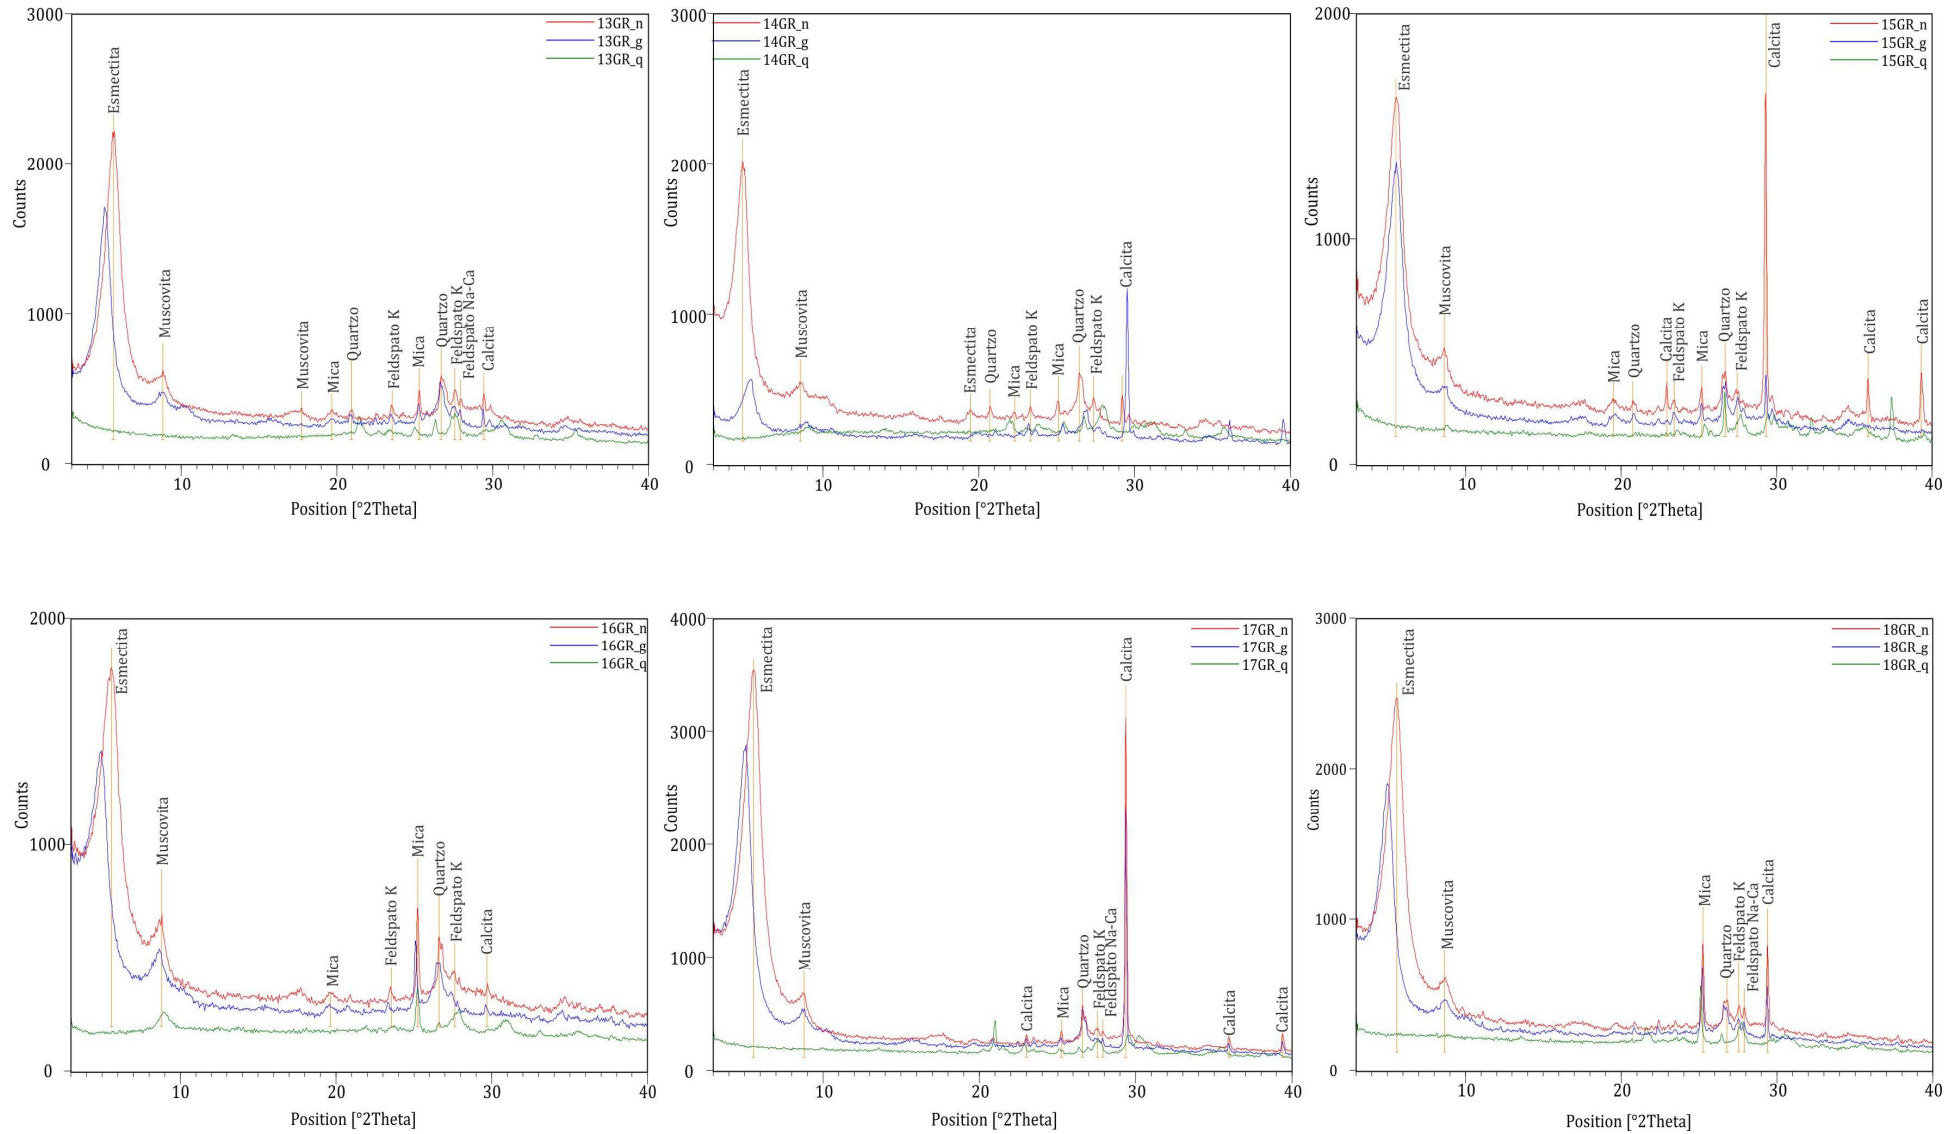 3000
2000
1000
0
Counts
13GR_n
13GR_g
13GR_q
Esmectita
Muscovita
Muscovita
Mica
Quartzo
Feldspato K
Mica
Quartzo
Feldspato K
Feldspato Na-Ca
Calcita
10
20
30
40
Position [°2Theta]
3000
2000
1000
0
Counts
14GR_n
14GR_g
14GR_q
Esmectita
Muscovita
Esmectita
Quartzo
Mica
Feldspato K
Mica
Quartzo
Feldspato K
Calcita
10
20
30
40
Position [°2Theta]
2000
1000
0
Counts
15GR_n
15GR_g
15GR_q
Esmectita
Muscovita
Mica
Quartzo
Calcita
Feldspato K
Mica
Quartzo
Feldspato K
Calcita
Calcita
Calcita
10
20
30
40
Position [°2Theta]
2000
1000
0
Counts
16GR_n
16GR_g
16GR_q
Esmectita
Muscovita
Mica
Feldspato K
Mica
Quartzo
Feldspato K
Calcita
10
20
30
40
Position [°2Theta]
4000
3000
2000
1000
0
Counts
17GR_n
17GR_g
17GR_q
Esmectita
Muscovita
Calcita
Mica
Quartzo
Feldspato K
Feldspato Na-Ca
Calcita
Calcita
Calcita
10
20
30
40
Position [°2Theta]
3000
2000
1000
0
Counts
18GR_n
18GR_g
18GR_q
Esmectita
Muscovita
Mica
Quartzo
Feldspato K
Feldspato Na-Ca
Calcita
10
20
30
40
Position [°2Theta]